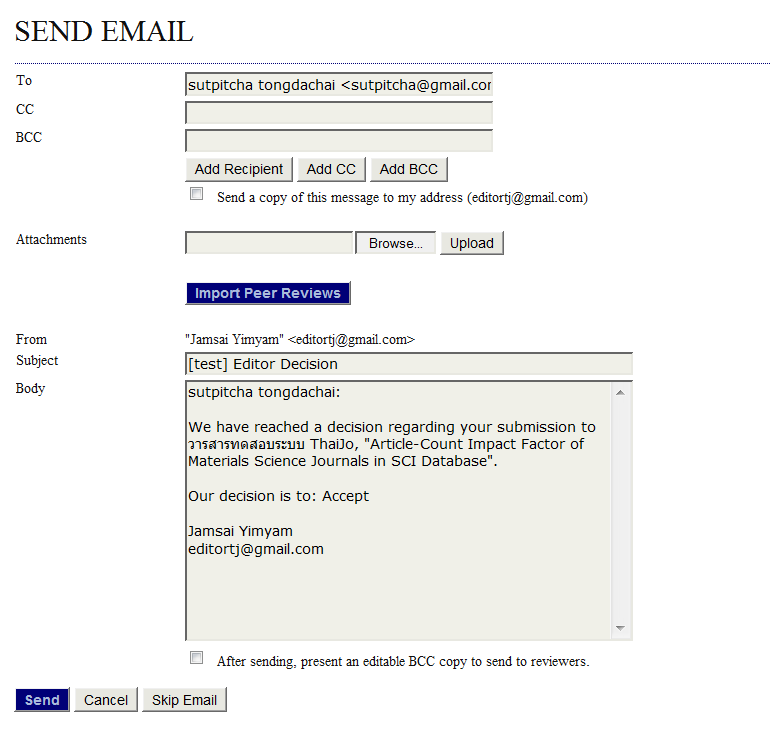 SEND EMAIL
To
sutpitcha tongdachai <sutpitcha@gmail.com
CC
BCC
Add Recipient Add CC Add BCC
Send a copy of this message to my address (editortj@gmail.com)
Attachments
Browse... Upload
Import Peer Reviews
From "Jamsai Yimyam" <editortj@gmail.com>
Subject [test] Editor Decision
Body
sutpitcha tongdachai:
We have reached a decision regarding your submission to
วารสารทดสอบระบบ ThaiJo, "Article-Count Impact Factor of
Materials Science Journals in SCI Database".
Our decision is to: Accept
Jamsai Yimyam
editortj@gmail.com
After sending, present an editable BCC copy to send to reviewers.
Send Cancel Skip Email